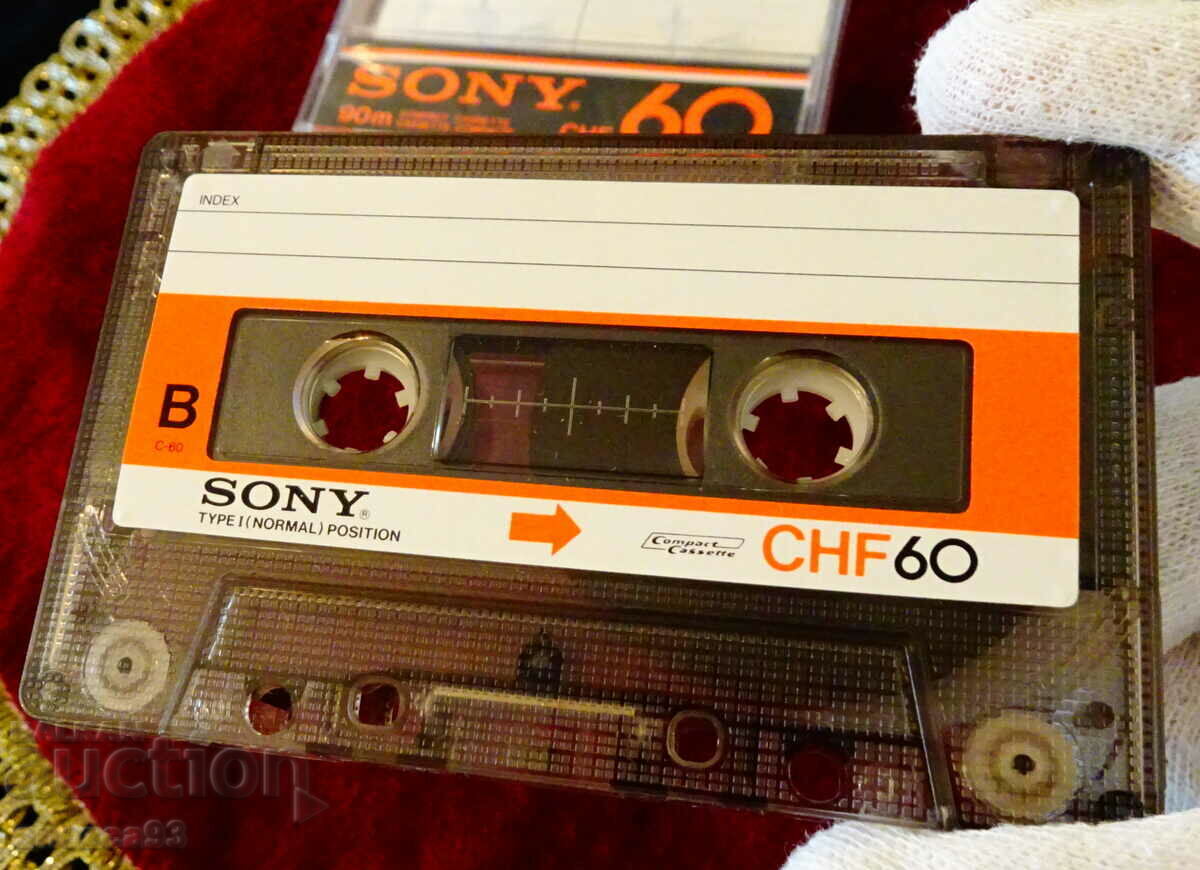 SONY
90m
CHF 60
INDEX
B
C-60
SONY®
TYPE I (NORMAL) POSITION
Compact
Cassette
CHF60
uction